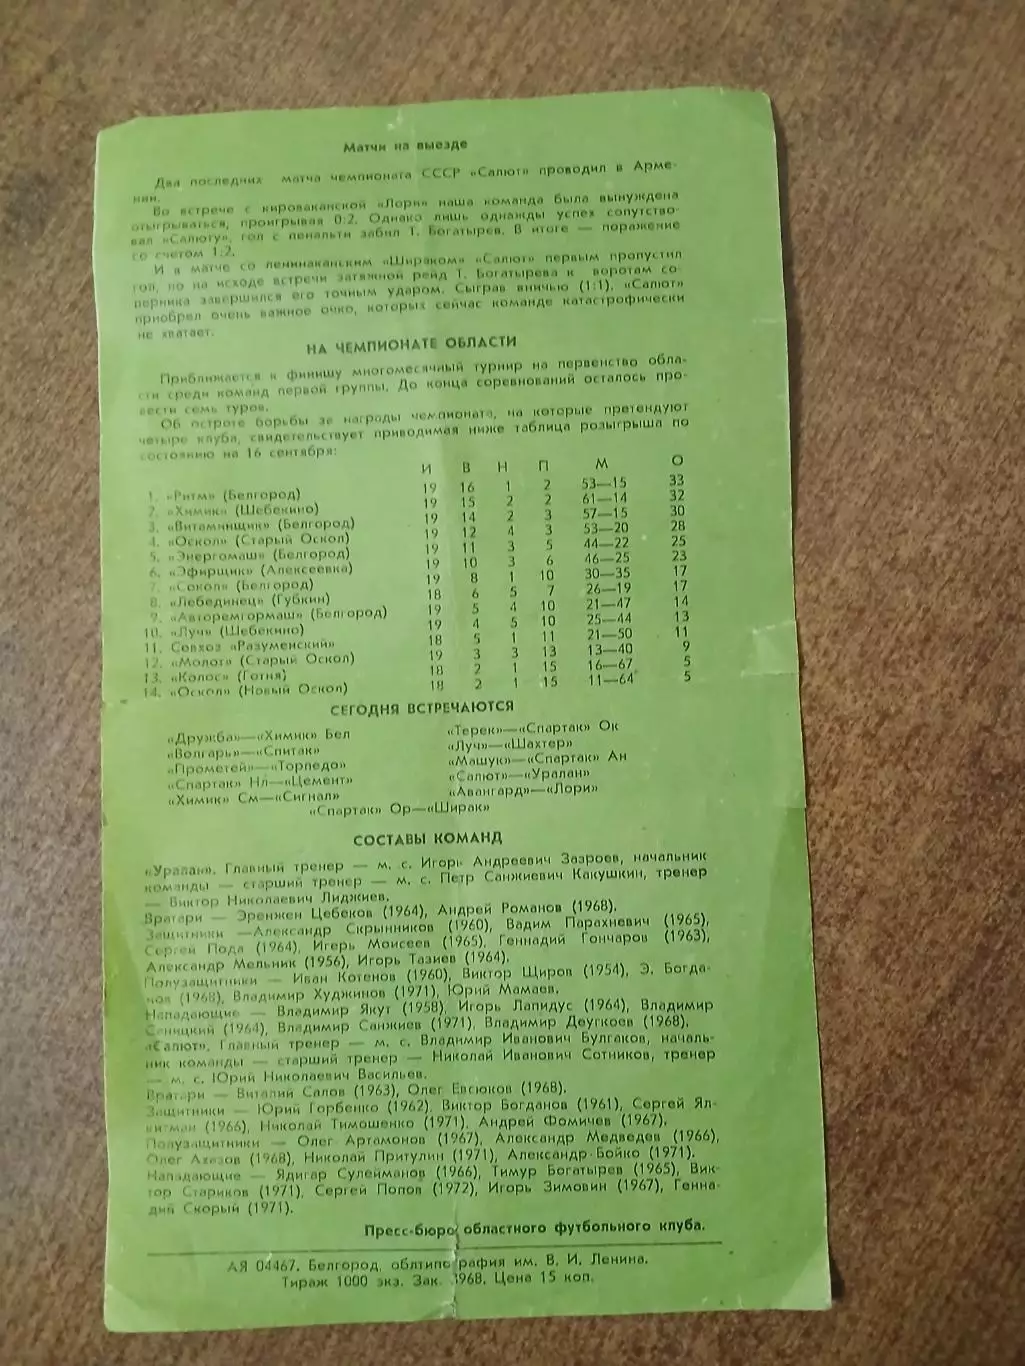 Матчи на выезде
Два последних матча чемпионата СССР «Салют» проводил в Арме-
нии.
Во встрече с кироваканской «Лори» наша команда была вынуждена
отыгрываться, проигрывая 0:2. Однако лишь однажды успех сопутство-
вал «Салюту», гол с пенальти забил Т. Богатырев. В итоге — поражение
со счетом 1:2.
И в матче со ленинаканским «Шираком» «Салют» первым пропустил
гол, но на исходе встречи затяжной рейд Т. Богатырева к воротам со-
перника завершился его точным ударом. Сыграв вничью (1:1), «Салют»
приобрел очень важное очко, которых сейчас команде катастрофически
не хватает.
НА ЧЕМПИОНАТЕ ОБЛАСТИ
Приближается к финишу многомесячный турнир на первенство обла-
сти среди команд первой группы. До конца соревнований осталось про-
вести семь туров.
Об остроте борьбы зе награды чемпионата, на которые претендуют
четыре клуба, свидетельствует приводимая ниже таблица розыгрыша по
состоянию на 16 сентября:
И В Н П М О
1. «Ритм» (Белгород) 19 16 1 2 53—15 33
2. «Химик» (Шебекино) 19 15 2 2 61—14 32
3. «Витаминщик» (Белгород) 19 14 2 3 57—15 30
4. «Оскол» (Старый Оскол) 19 12 4 3 53—20 28
5. «Энергомаш» (Белгород) 19 11 3 5 44—22 25
6. «Эфирщик» (Алексеевка) 19 10 3 6 46—25 23
7. «Сокол» (Белгород) 19 8 1 10 30—35 17
8. «Лебединец» (Губкин) 18 6 5 7 26—19 17
9. «Авторемгормаш» (Белгород) 19 5 4 10 21—47 14
10. «Луч» (Шебекино) 19 4 5 10 25—44 13
11. Совхоз «Разуменский» 18 5 1 11 21—50 11
12. «Молот» (Старый Оскол) 19 3 3 13 13—40 9
13. «Колос» (Готня) 18 2 1 15 16—67 5
14. «Оскол» (Новый Оскол) 18 2 1 15 11—64 5
СЕГОДНЯ ВСТРЕЧАЮТСЯ
«Дружба»—«Химик» Бел «Терек»—«Спартак» Ок
«Волгарь»—«Спитак» «Луч»—«Шахтер»
«Прометей»—«Торпедо» «Машук»—«Спартак» Ан
«Спартак» Нл—«Цемент» «Салют»—«Уралан»
«Химик» См—«Сигнал» «Авангард»—«Лори»
«Спартак» Ор—«Ширак»
СОСТАВЫ КОМАНД
«Уралан». Главный тренер — м. с. Игорь Андреевич Зазроев, начальник
команды — старший тренер — м. с. Петр Санжиевич Какушкин, тренер
— Виктор Николаевич Лиджиев.
Вратари — Эренжен Цебеков (1964), Андрей Романов (1968).
Защитники —Александр Скрынников (1960), Вадим Парахневич (1965),
Сергей Пода (1964), Игерь Моисеев (1965), Геннадий Гончаров (1963),
Александр Мельник (1956), Игорь Тазиев (1964).
Полузащитники — Иван Котенов (1960), Виктор Щиров (1954), Э. Богда-
нов (1968), Владимир Худжинов (1971), Юрий Мамаев.
Нападающие — Владимир Якут (1958), Игорь Лапидус (1964), Владимир
Синицкий (1964), Владимир Санжиев (1971), Владимир Деугкоев (1968).
«Салют». Главный тренер — м. с. Владимир Иванович Булгаков, началь-
ник команды — старший тренер — Николай Иванович Сотников, тренер
— м. с. Юрий Николаевич Васильев.
Вратари — Виталий Салов (1963), Олег Евсюков (1968).
Защитники — Юрий Горбенко (1962), Виктор Богданов (1961), Сергей Ял-
китман (1966), Николай Тимошенко (1971), Андрей Фомичев (1967).
Полузащитники — Олег Артамонов (1967), Александр Медведев (1966),
Олег Ахазов (1968), Николай Притулин (1971), Александр Бойко (1971).
Нападающие — Ядигар Сулейманов (1966), Тимур Богатырев (1965), Вик-
тор Стариков (1971), Сергей Попов (1972), Игорь Зимовин (1967), Генна-
дий Скорый (1971).
Пресс-бюро областного футбольного клуба.
АЯ 04467. Белгород, облтипография им. В. И. Ленина.
Тираж 1000 экз. Зак. 3968. Цена 15 коп.